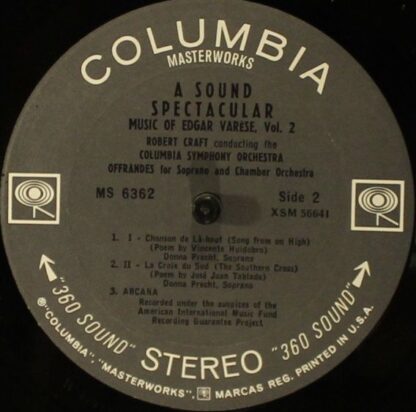 COLUMBIA
MASTERWORKS
A SOUND
SPECTACULAR
MUSIC OF EDGAR VARÈSE, Vol. 2
ROBERT CRAFT conducting the
COLUMBIA SYMPHONY ORCHESTRA
OFFRANDES for Soprano and Chamber Orchestra
MS 6362
Side 2
XSM 56641
1. I - Chanson de Là-haut (Song from on High)
(Poem by Vincente Huidobro)
Donna Precht, Soprano
2. II - La Croix du Sud (The Southern Cross)
(Poem by José Juan Tablada)
Donna Precht, Soprano
3. ARCANA
Recorded under the auspices of the
American International Music Fund
Recording Guarantee Project
"360 SOUND" STEREO "360 SOUND"
® "COLUMBIA", "MASTERWORKS", MARCAS REG. PRINTED IN U.S.A.